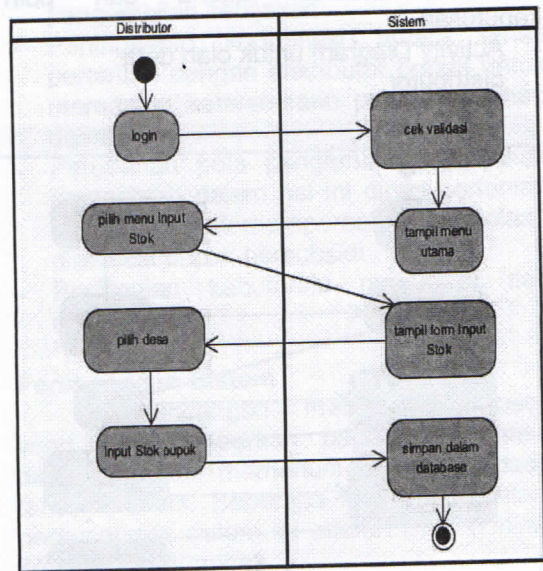 Distributor
Sistem
login
cek validasi
pilih menu Input
Stok
tampil menu
utama
tampil form Input
Stok
pilih desa
Input Stok pupuk
simpan dalam
database